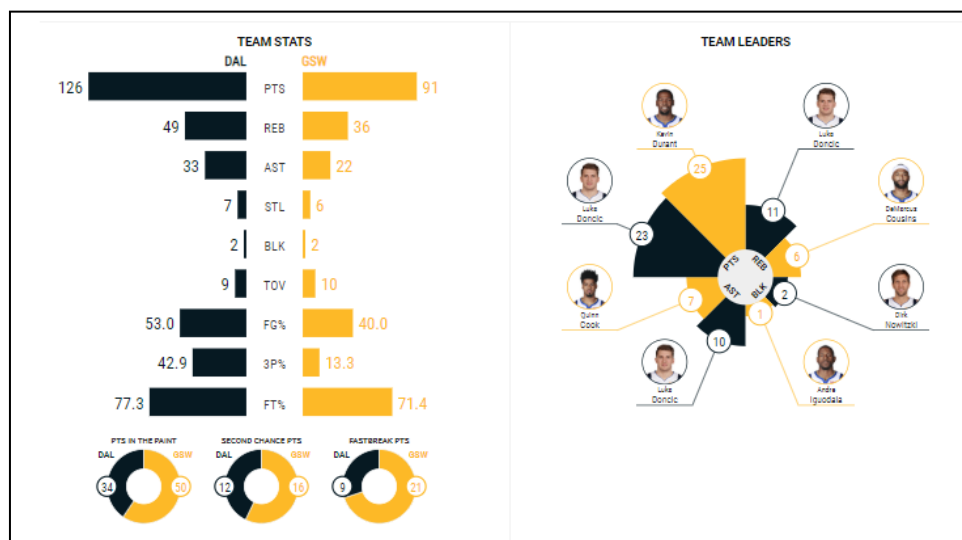 TEAM STATS
DAL GSW
126 PTS 91
49 REB 36
33 AST 22
7 STL 6
2 BLK 2
9 TOV 10
53.0 FG% 40.0
42.9 3P% 13.3
77.3 FT% 71.4
PTS IN THE PAINT
DAL GSW
34 50
SECOND CHANCE PTS
DAL GSW
12 16
FASTBREAK PTS
DAL GSW
9 21
TEAM LEADERS
Kevin
Durant
25
Luka
Doncic
11
Luka
Doncic
23
DeMarcus
Cousins
6
PTS REB
AST BLK
Quinn
Cook
7
Dirk
Nowitzki
2
Luka
Doncic
10
Andre
Iguodala
1